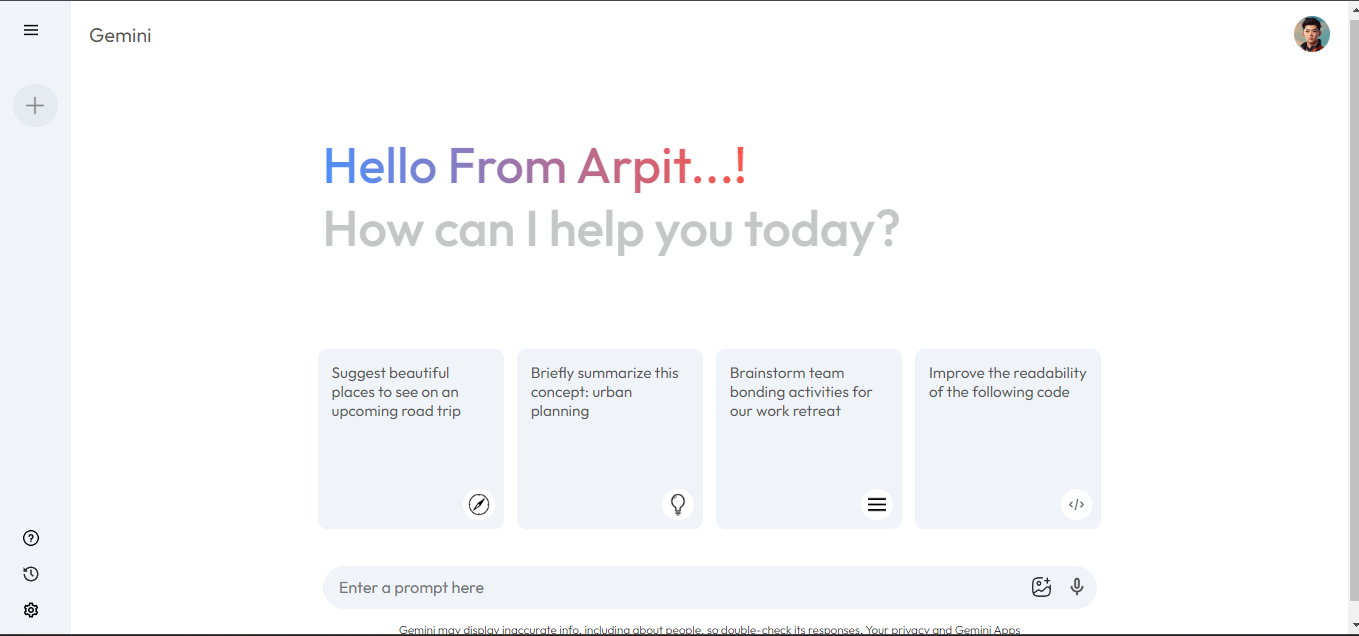 Gemini
Hello From Arpit...!
How can I help you today?
Suggest beautiful
places to see on an
upcoming road trip
Briefly summarize this
concept: urban
planning
Brainstorm team
bonding activities for
our work retreat
Improve the readability
of the following code
Enter a prompt here
Gemini may display inaccurate info, including about people, so double-check its responses. Your privacy and Gemini Apps